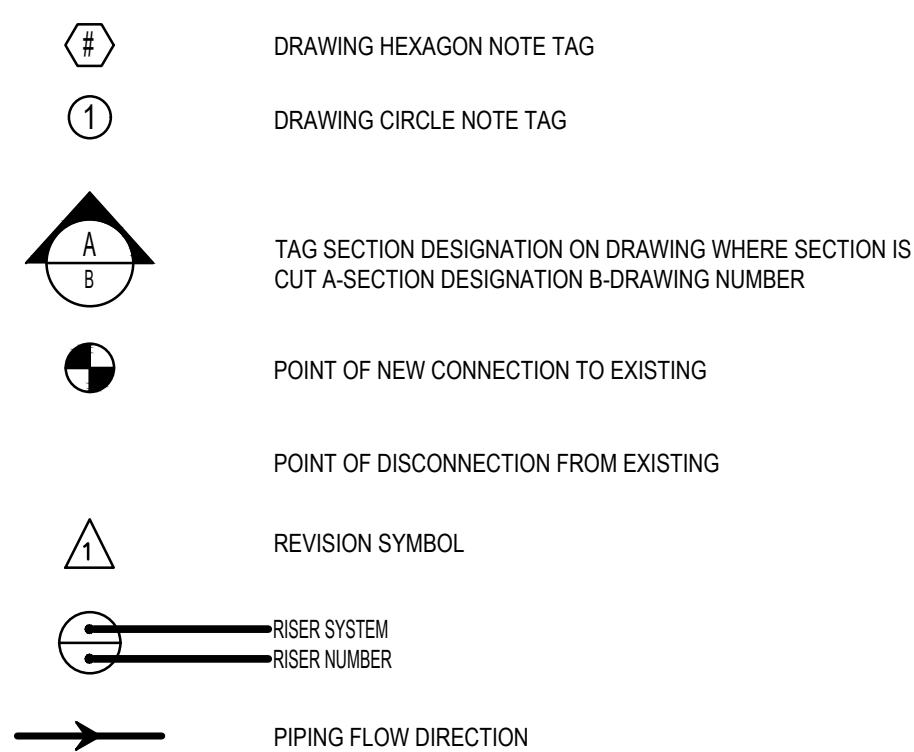 # DRAWING HEXAGON NOTE TAG
1 DRAWING CIRCLE NOTE TAG
A
B
TAG SECTION DESIGNATION ON DRAWING WHERE SECTION IS
CUT A-SECTION DESIGNATION B-DRAWING NUMBER
POINT OF NEW CONNECTION TO EXISTING
POINT OF DISCONNECTION FROM EXISTING
1 REVISION SYMBOL
RISER SYSTEM
RISER NUMBER
PIPING FLOW DIRECTION